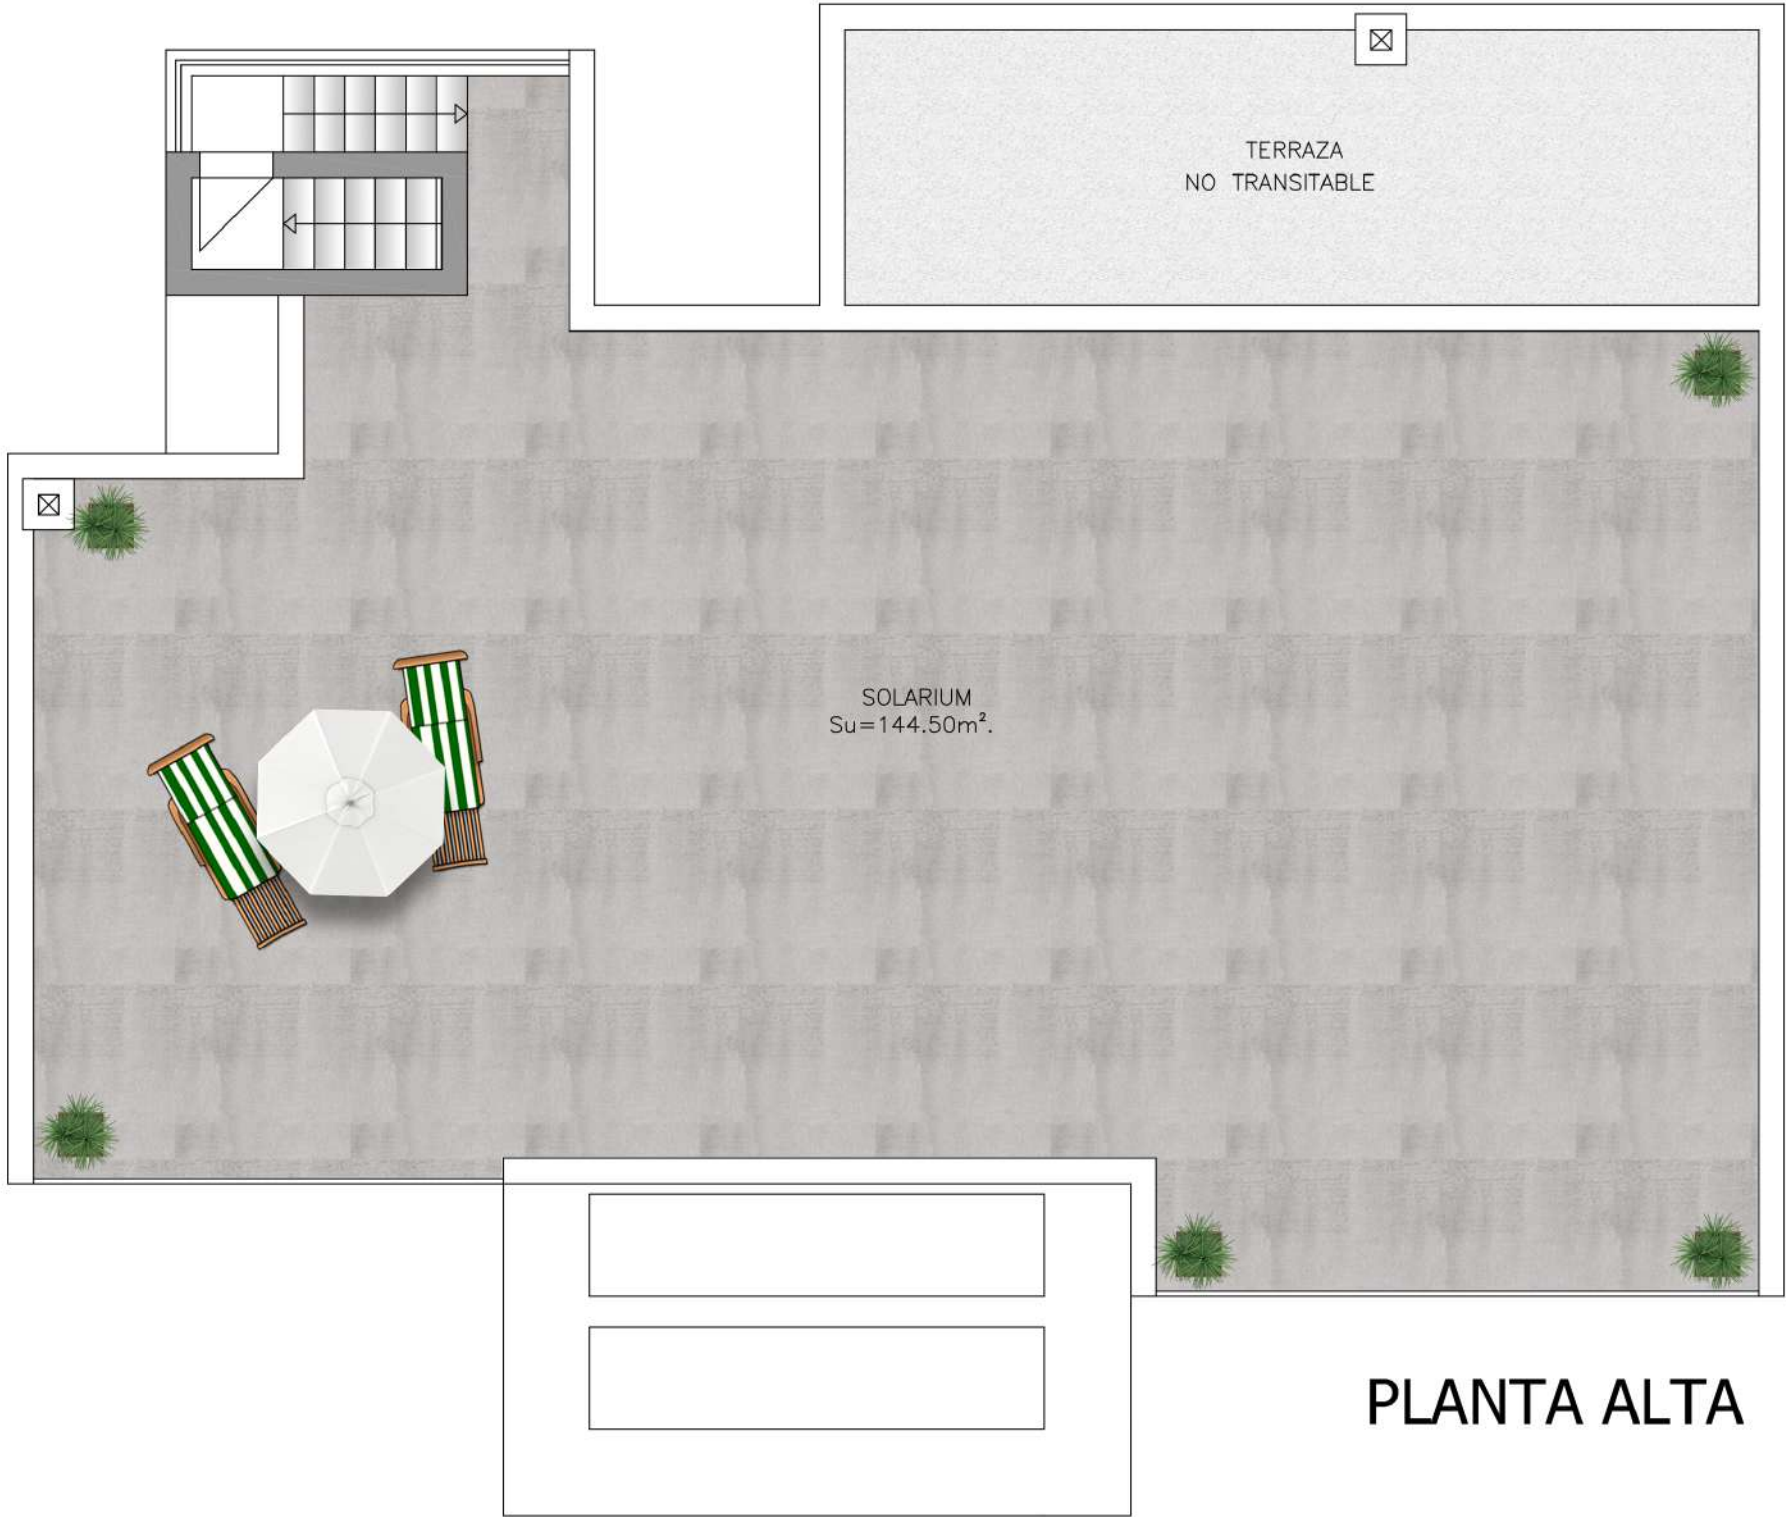 TERRAZA
NO TRANSITABLE
SOLARIUM
Su=144.50m².
PLANTA ALTA